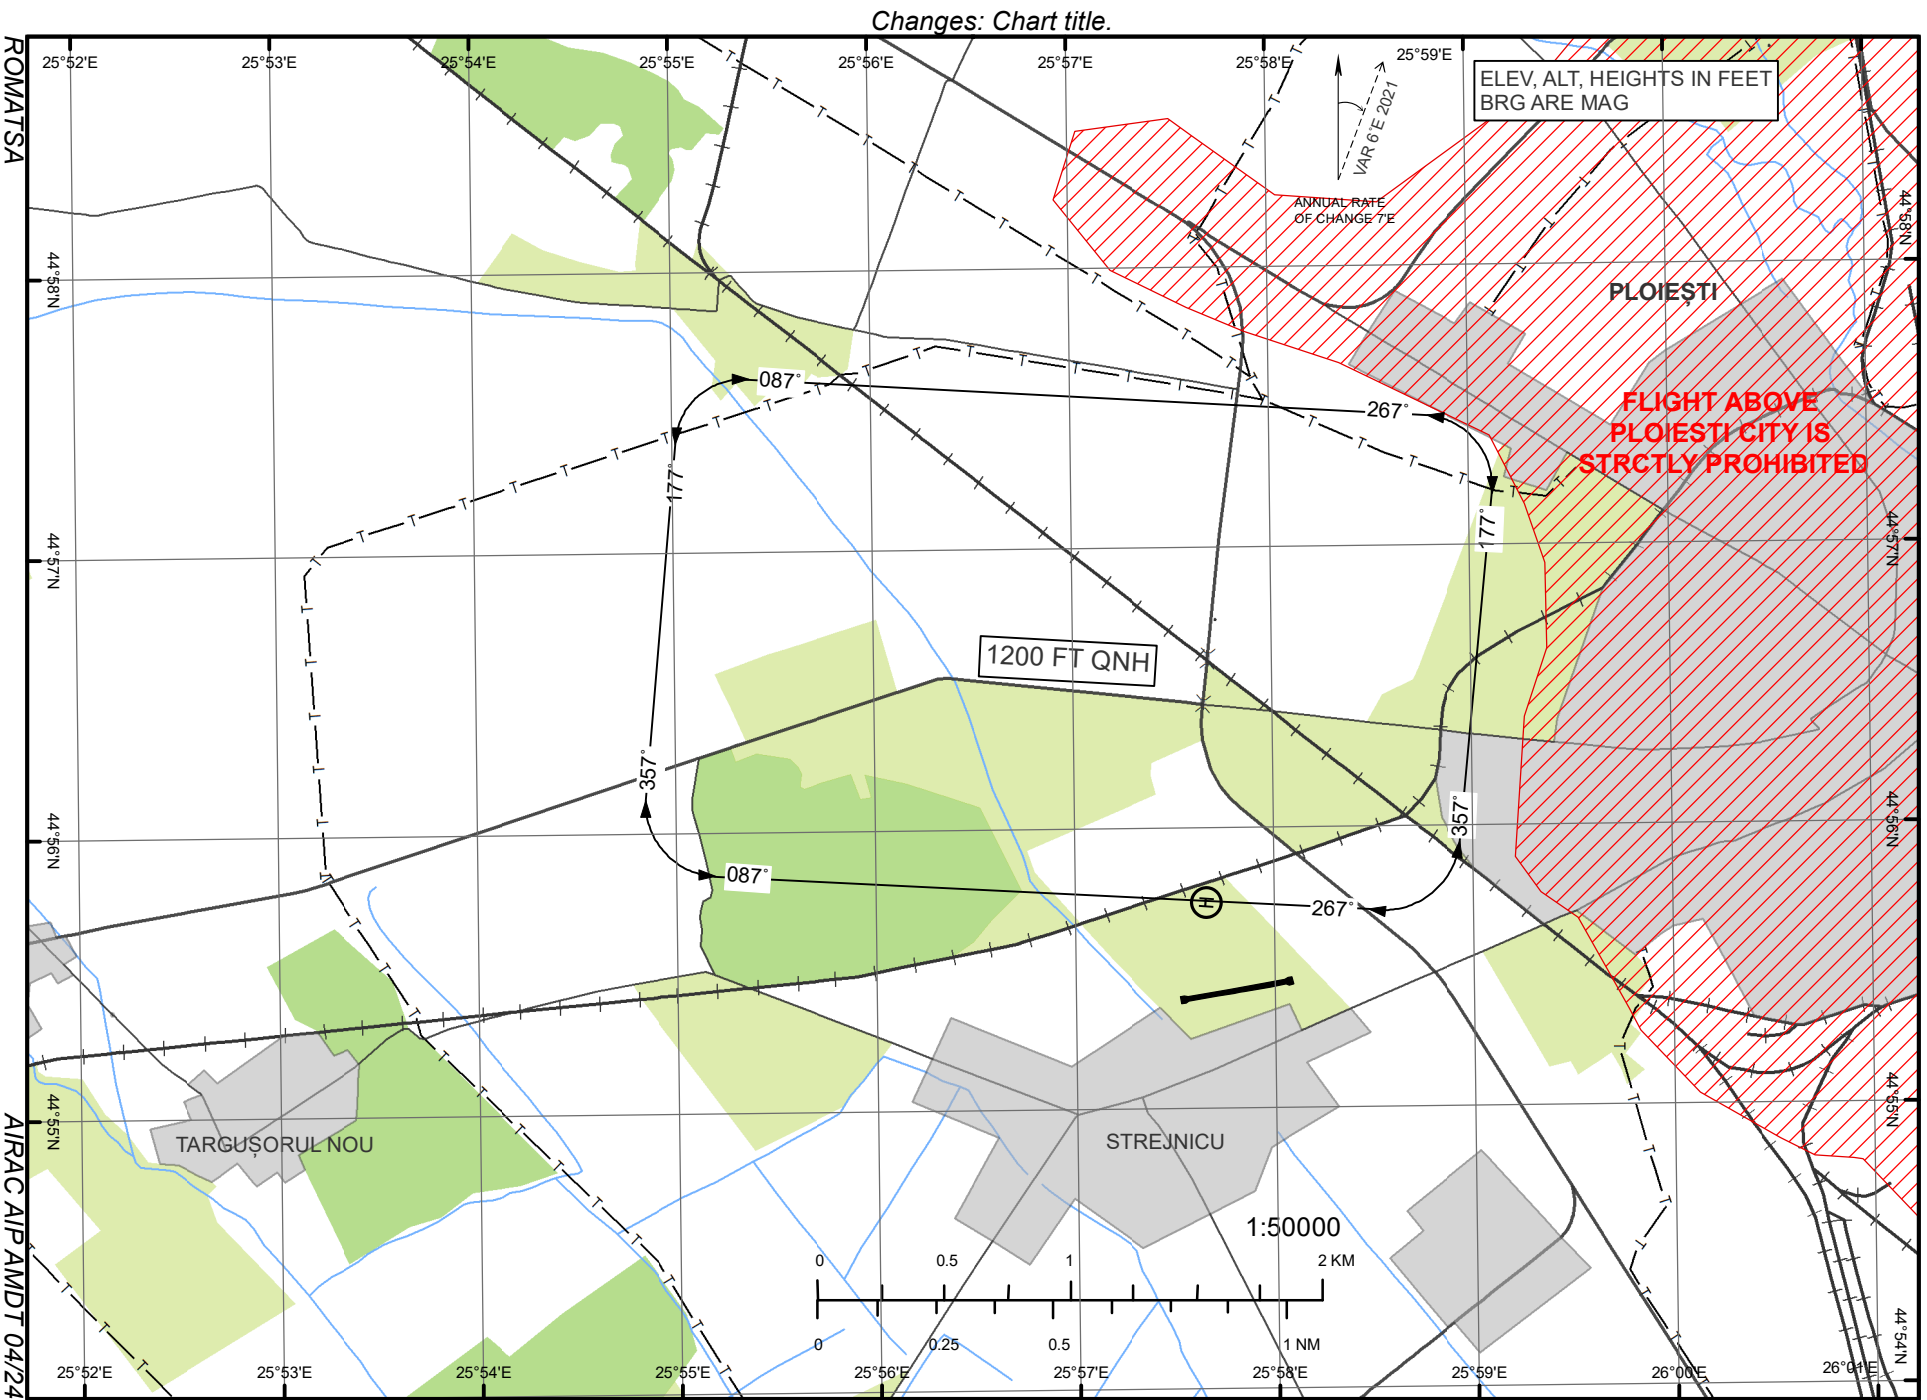 Changes: Chart title.
ROMATSA
25°52'E
25°53'E
25°54'E
25°55'E
25°56'E
25°57'E
25°58'E
25°59'E
ELEV, ALT, HEIGHTS IN FEET
BRG ARE MAG
VAR 6°E 2021
ANNUAL RATE
OF CHANGE 7'E
44°58'N
44°58'N
PLOIEȘTI
087°
267°
FLIGHT ABOVE
PLOIESTI CITY IS
STRCTLY PROHIBITED
177°
177°
44°57'N
44°57'N
1200 FT QNH
357°
357°
44°56'N
44°56'N
087°
267°
H
44°55'N
44°55'N
TARGUȘORUL NOU
STREJNICU
1:50000
0
0.5
1
2 KM
0
0.25
0.5
1 NM
44°54'N
25°52'E
25°53'E
25°54'E
25°55'E
25°56'E
25°57'E
25°58'E
25°59'E
26°00'E
26°01'E
AIRAC AIP AMDT 04/24